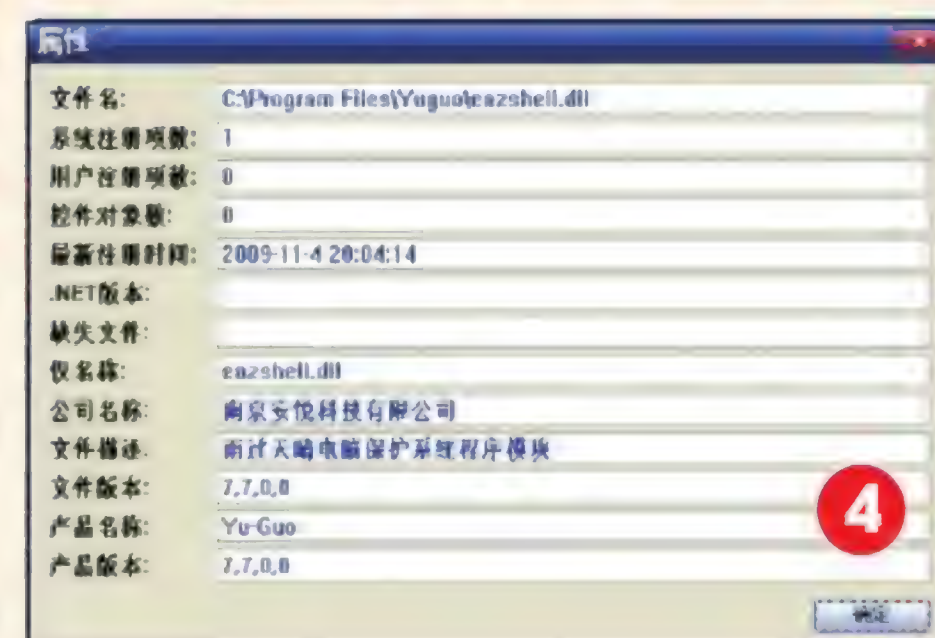 属性
文件名: C:\Program Files\Yuguo\eazshell.dll
系统注册项数: 1
用户注册项数: 0
控件对象数: 0
最新注册时间: 2009-11-4 20:04:14
.NET版本:
缺失文件:
仅名称: eazshell.dll
公司名称: 南京安悦科技有限公司
文件描述: 雨过天晴电脑保护系统程序模块
文件版本: 7,7,0,0
产品名称: Yu-Guo
产品版本: 7,7,0,0
4
确定